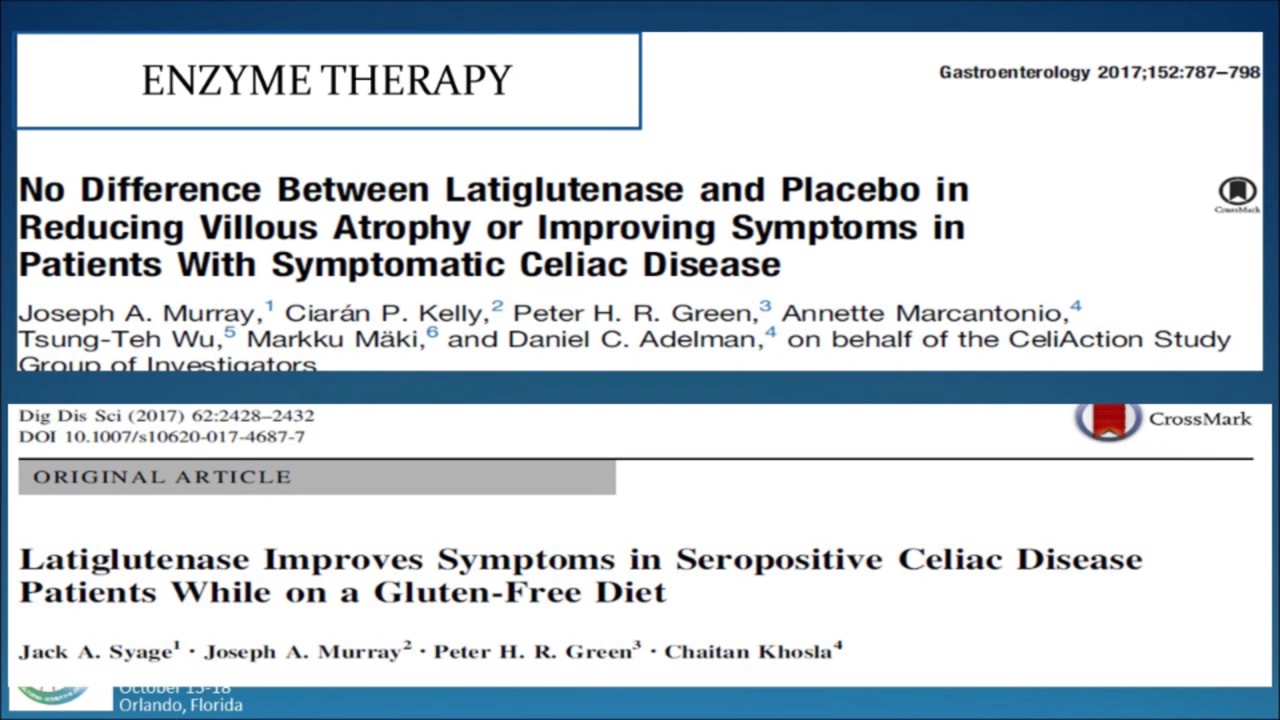 ENZYME THERAPY
Gastroenterology 2017;152:787–798
No Difference Between Latiglutenase and Placebo in
Reducing Villous Atrophy or Improving Symptoms in
Patients With Symptomatic Celiac Disease
CrossMark
Joseph A. Murray,1 Ciarán P. Kelly,2 Peter H. R. Green,3 Annette Marcantonio,4
Tsung-Teh Wu,5 Markku Mäki,6 and Daniel C. Adelman,4 on behalf of the CeliAction Study
Group of Investigators
Dig Dis Sci (2017) 62:2428–2432
DOI 10.1007/s10620-017-4687-7
CrossMark
ORIGINAL ARTICLE
Latiglutenase Improves Symptoms in Seropositive Celiac Disease
Patients While on a Gluten-Free Diet
Jack A. Syage1 · Joseph A. Murray2 · Peter H. R. Green3 · Chaitan Khosla4
October 13-18
Orlando, Florida